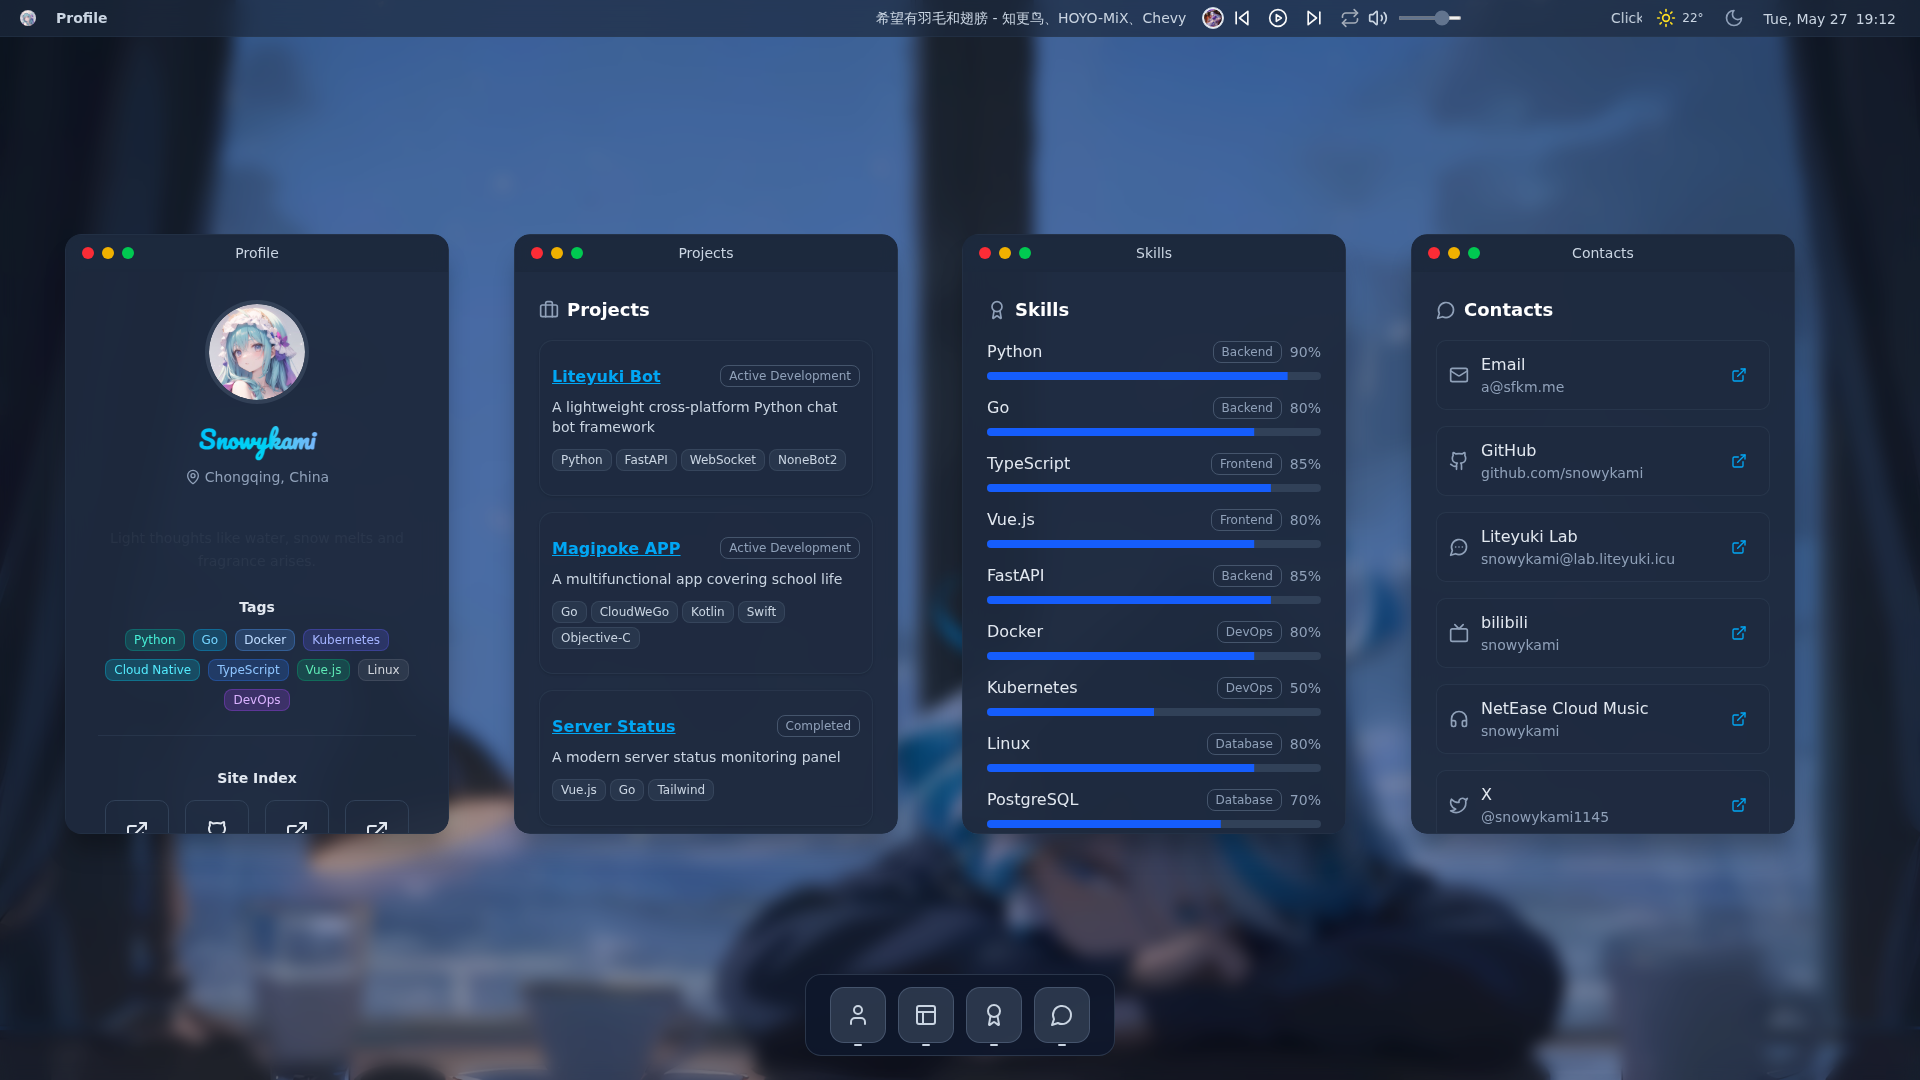 Profile
希望有羽毛和翅膀 - 知更鸟、HOYO-MiX、Chevy
Click
22°
Tue, May 27 19:12
Profile
Snowykami
Chongqing, China
Light thoughts like water, snow melts and
fragrance arises.
Tags
Python
Go
Docker
Kubernetes
Cloud Native
TypeScript
Vue.js
Linux
DevOps
Site Index
Projects
Projects
Liteyuki Bot
Active Development
A lightweight cross-platform Python chat
bot framework
Python
FastAPI
WebSocket
NoneBot2
Magipoke APP
Active Development
A multifunctional app covering school life
Go
CloudWeGo
Kotlin
Swift
Objective-C
Server Status
Completed
A modern server status monitoring panel
Vue.js
Go
Tailwind
Skills
Skills
Python
Backend
90%
Go
Backend
80%
TypeScript
Frontend
85%
Vue.js
Frontend
80%
FastAPI
Backend
85%
Docker
DevOps
80%
Kubernetes
DevOps
50%
Linux
Database
80%
PostgreSQL
Database
70%
Contacts
Contacts
Email
a@sfkm.me
GitHub
github.com/snowykami
Liteyuki Lab
snowykami@lab.liteyuki.icu
bilibili
snowykami
NetEase Cloud Music
snowykami
X
@snowykami1145